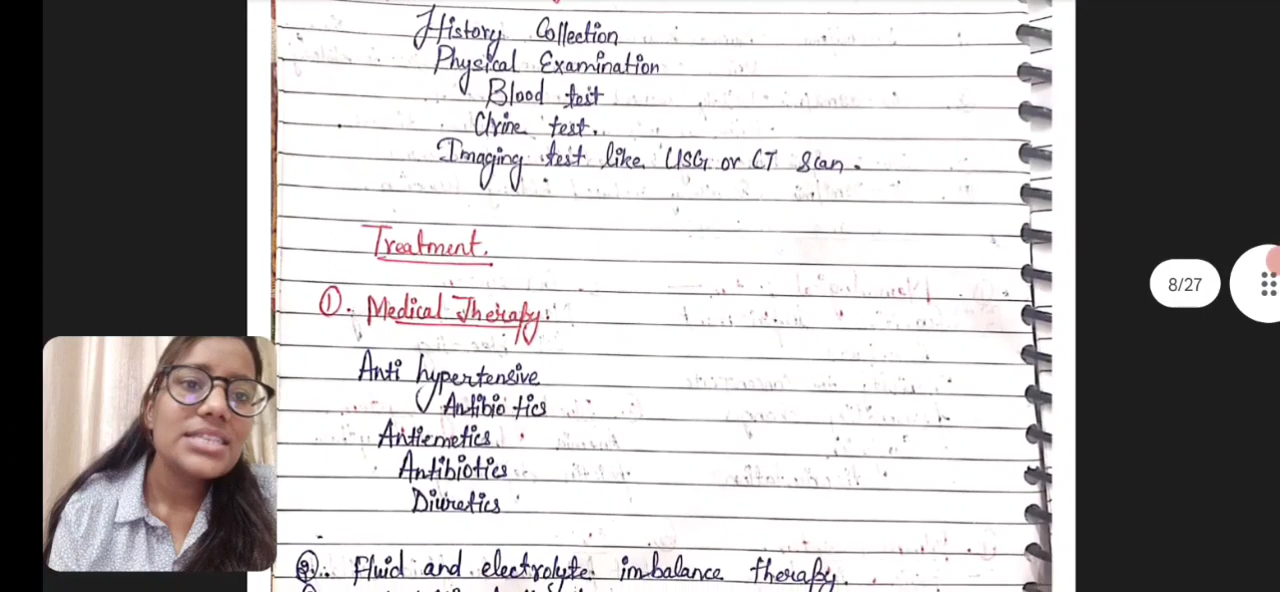 History Collection
Physical Examination
Blood test
Urine test.
Imaging test like USG or CT Scan.
Treatment.
①. Medical Therapy:
Anti hypertensive
Antibiotics
Antiemetics.
Antibiotics
Diuretics
②. Fluid and electrolyte imbalance therapy.
8/27